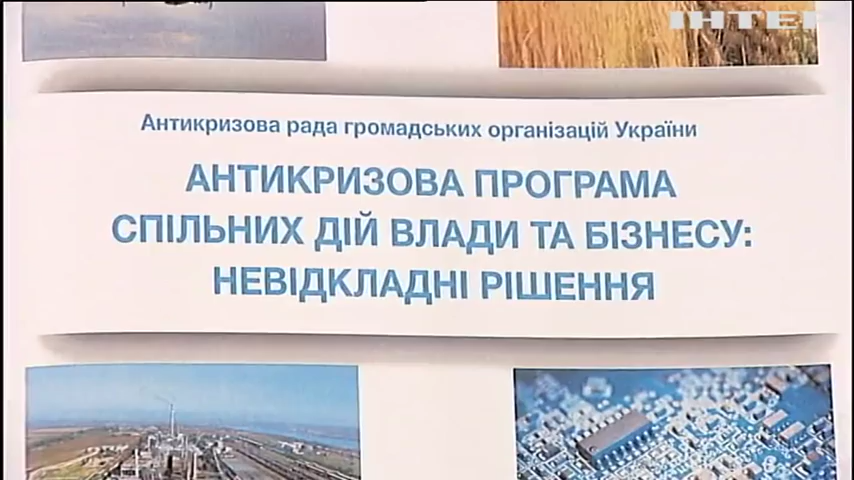 ІНТЕР
Антикризова рада громадських організацій України
АНТИКРИЗОВА ПРОГРАМА
СПІЛЬНИХ ДІЙ ВЛАДИ ТА БІЗНЕСУ:
НЕВІДКЛАДНІ РІШЕННЯ